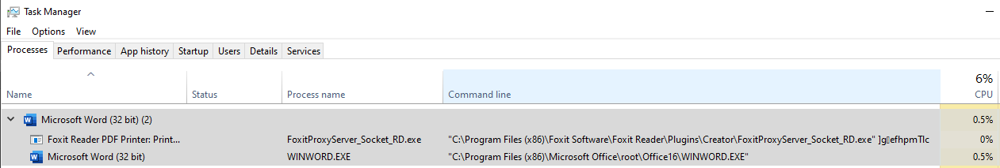 Task Manager
File Options View
Processes Performance App history Startup Users Details Services
6%
Name Status Process name Command line CPU
Microsoft Word (32 bit) (2) 0.5%
Foxit Reader PDF Printer: Print... FoxitProxyServer_Socket_RD.exe "C:\Program Files (x86)\Foxit Software\Foxit Reader\Plugins\Creator\FoxitProxyServer_Socket_RD.exe" 0%
Microsoft Word (32 bit) WINWORD.EXE "C:\Program Files (x86)\Microsoft Office\root\Office16\WINWORD.EXE" 0.5%